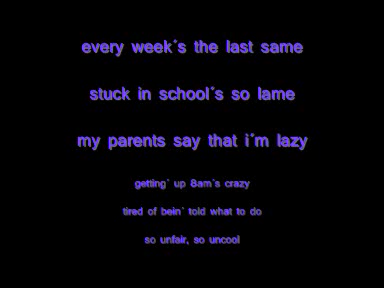 every week´s the last same
stuck in school´s so lame
my parents say that i´m lazy
getting´ up 8am´s crazy
tired of bein´ told what to do
so unfair, so uncool